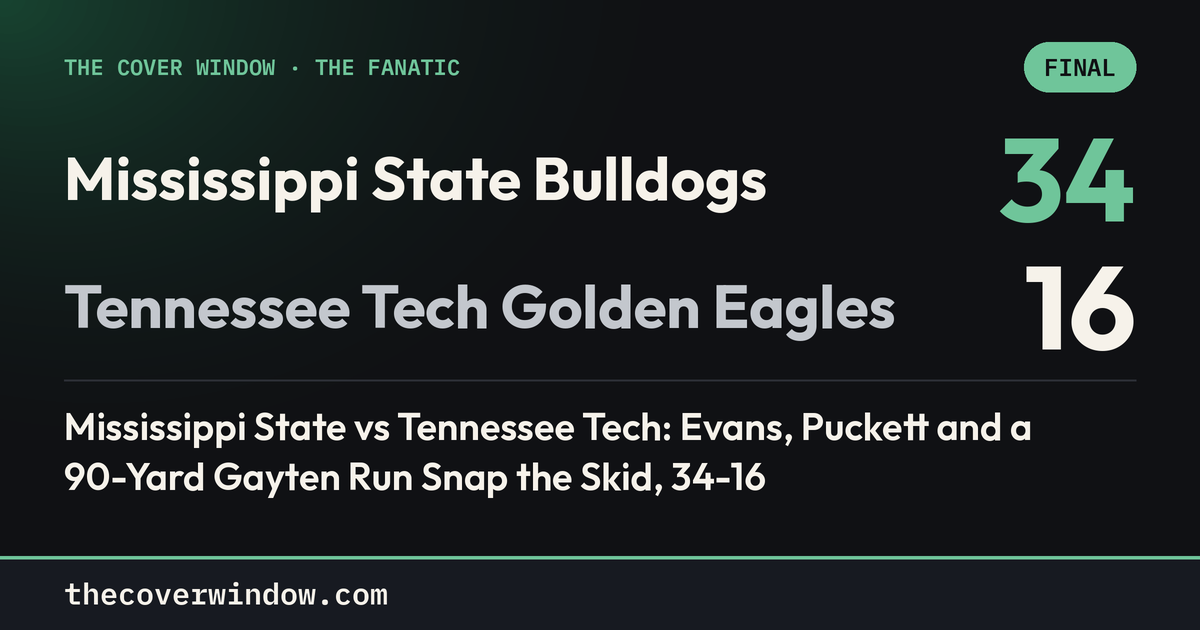 THE COVER WINDOW · THE FANATIC
FINAL
Mississippi State Bulldogs 34
Tennessee Tech Golden Eagles 16
Mississippi State vs Tennessee Tech: Evans, Puckett and a
90-Yard Gayten Run Snap the Skid, 34-16
thecoverwindow.com